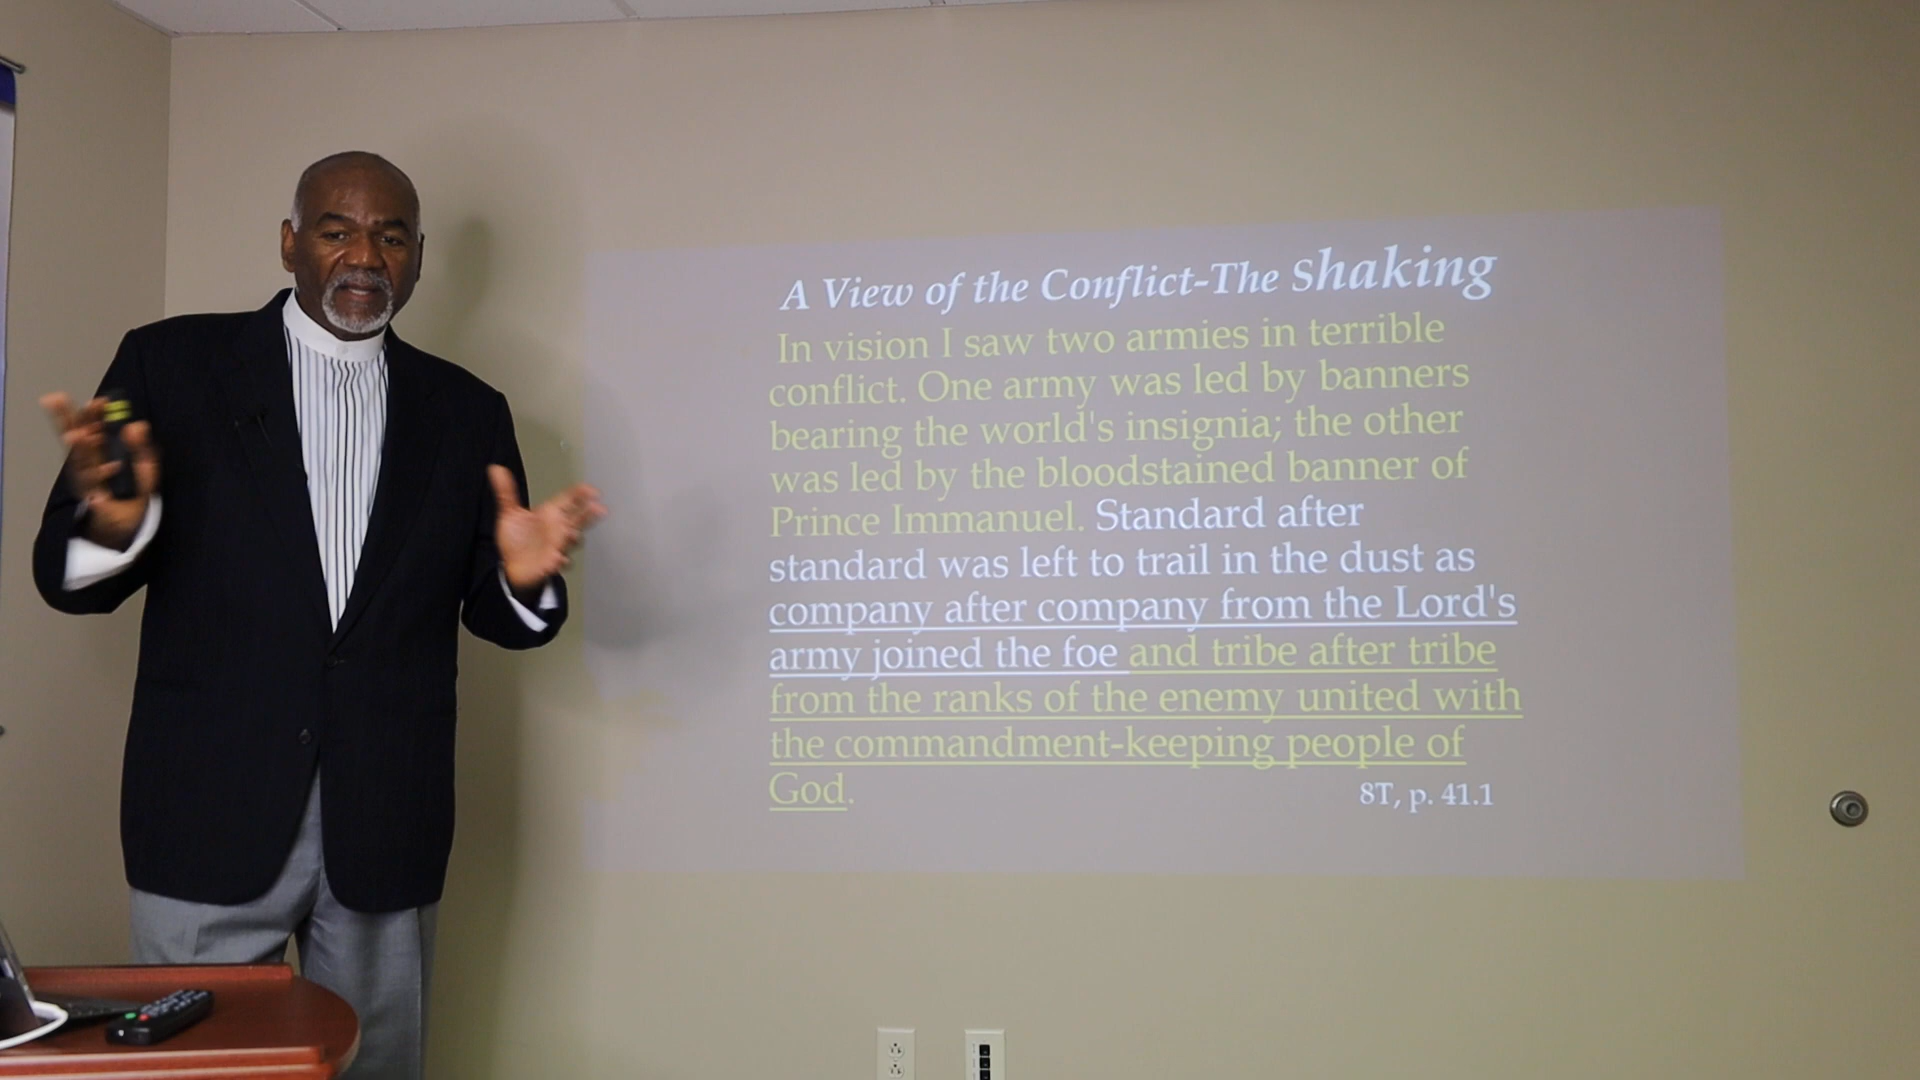 A View of the Conflict-The Shaking
In vision I saw two armies in terrible
conflict. One army was led by banners
bearing the world's insignia; the other
was led by the bloodstained banner of
Prince Immanuel. Standard after
standard was left to trail in the dust as
company after company from the Lord's
army joined the foe and tribe after tribe
from the ranks of the enemy united with
the commandment-keeping people of
God.
8T, p. 41.1